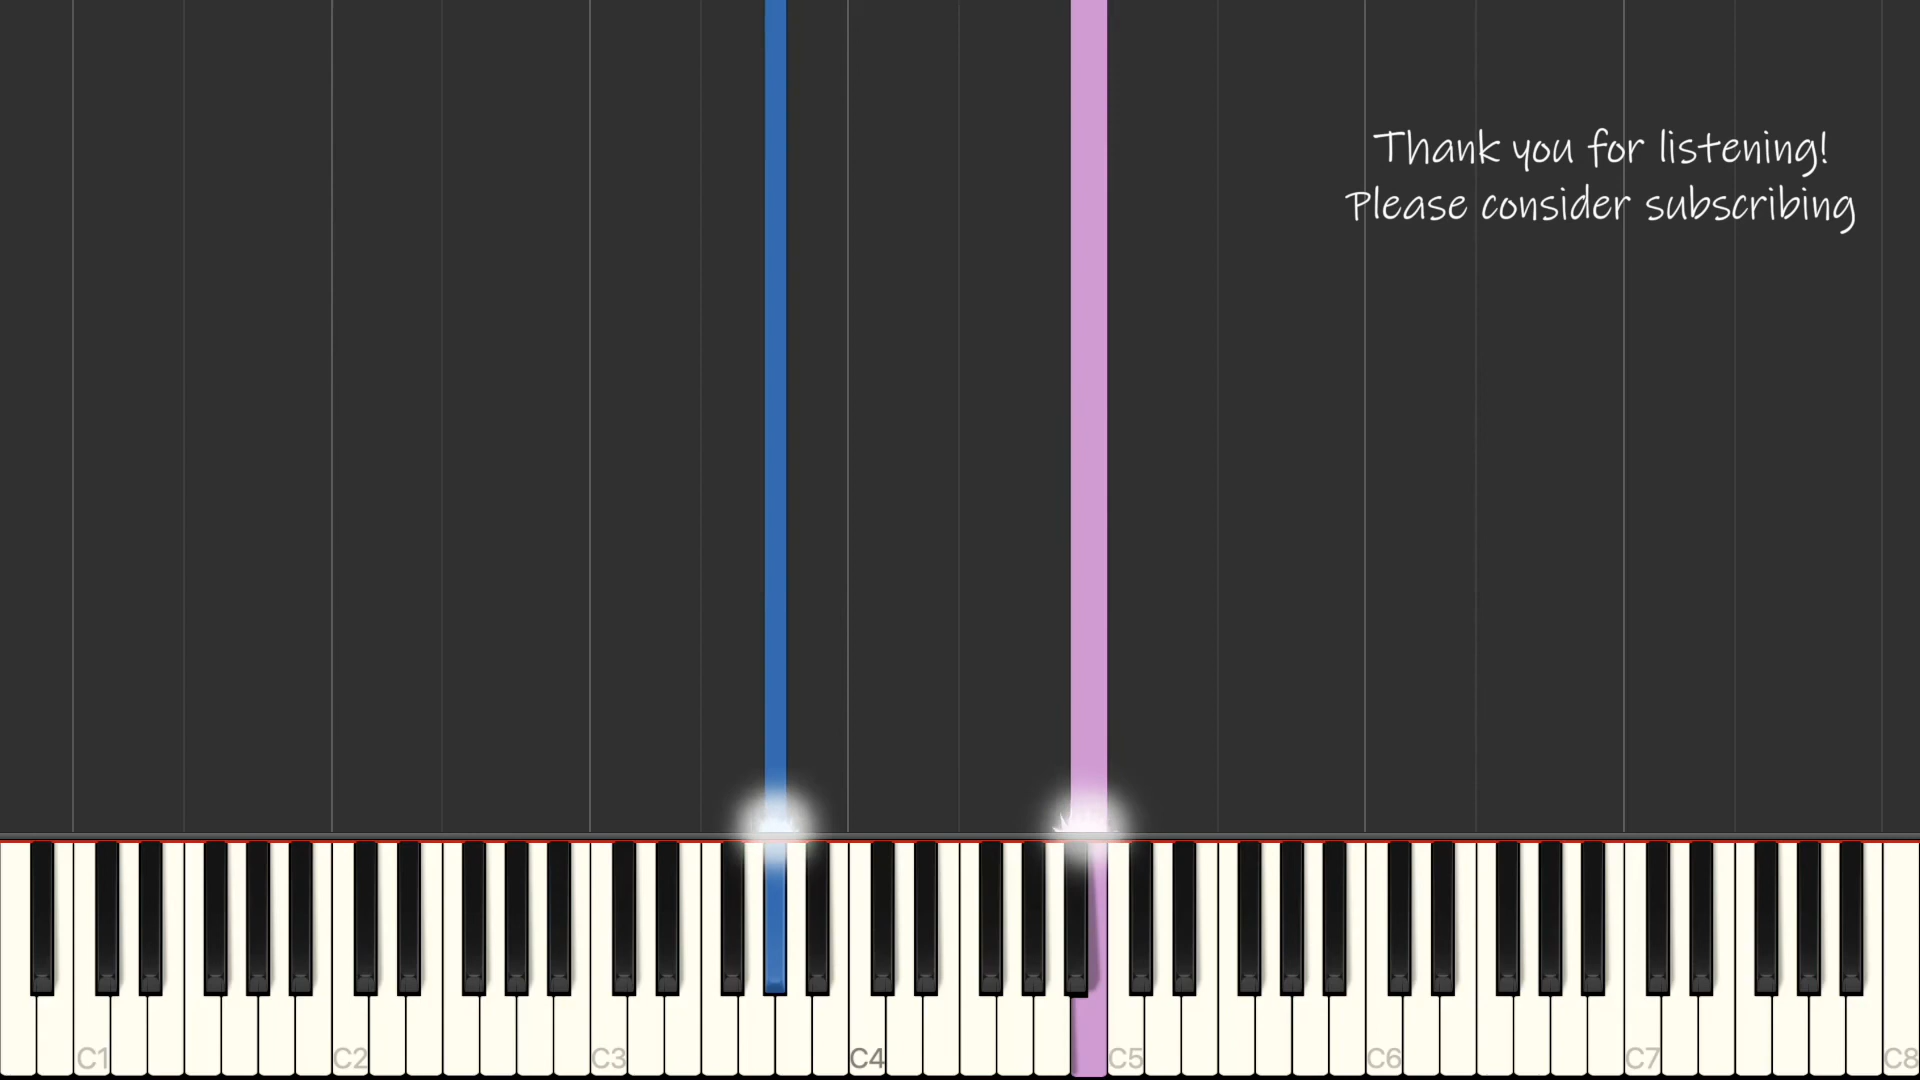 Thank you for listening!
Please consider subscribing
C1 C2 C3 C4 C5 C6 C7 C8